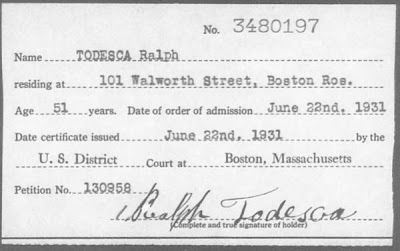 No. 3480197
Name TODESCA Ralph
residing at 101 Walworth Street, Boston Ros.
Age 51 years. Date of order of admission June 22nd, 1931
Date certificate issued June 22nd, 1931 by the
U. S. District Court at Boston, Massachusetts
Petition No. 130958
Ralph Todesca
(Complete and true signature of holder)